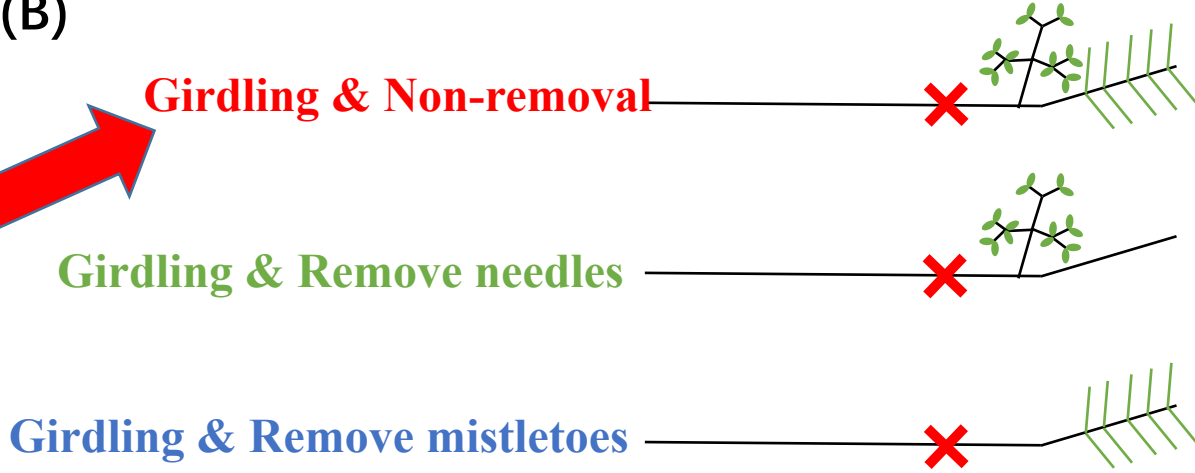 (B)
Girdling & Non-removal
Girdling & Remove needles
Girdling & Remove mistletoes